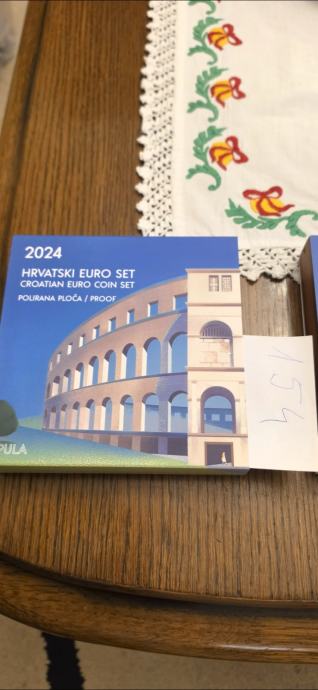 2024
HRVATSKI EURO SET
CROATIAN EURO COIN SET
POLIRANA PLOČA / PROOF
PULA
154